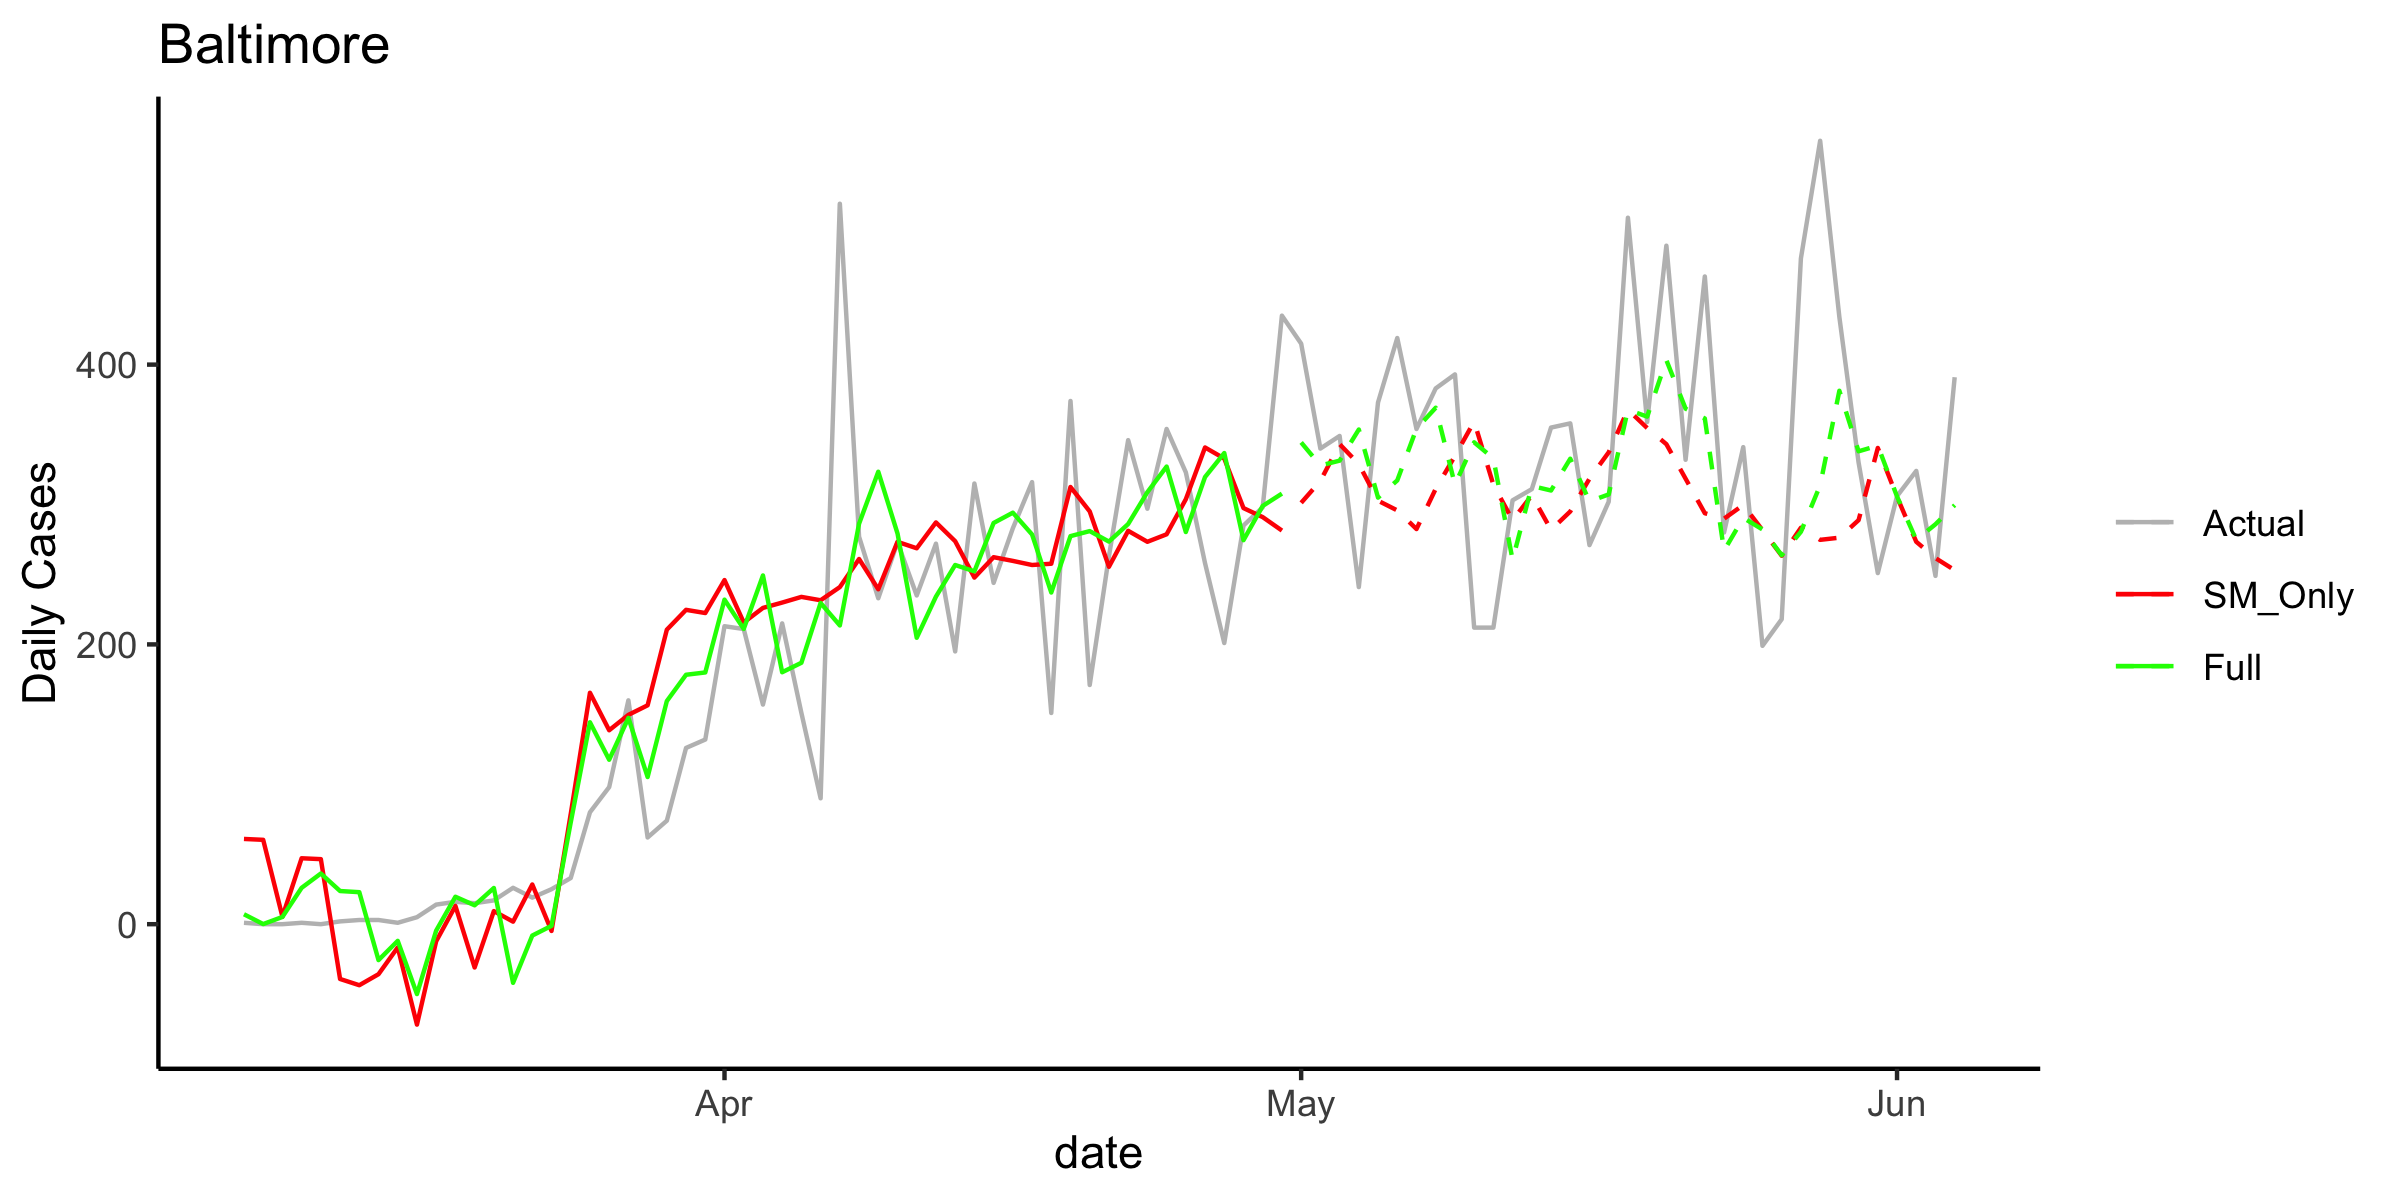 Baltimore
Daily Cases
400
200
0
Apr
May
Jun
date
Actual
SM_Only
Full